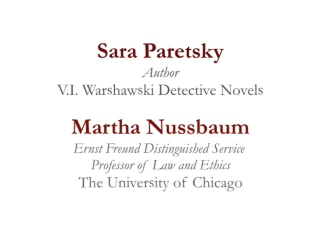 Sara Paretsky
Author
V.I. Warshawski Detective Novels
Martha Nussbaum
Ernst Freund Distinguished Service
Professor of Law and Ethics
The University of Chicago